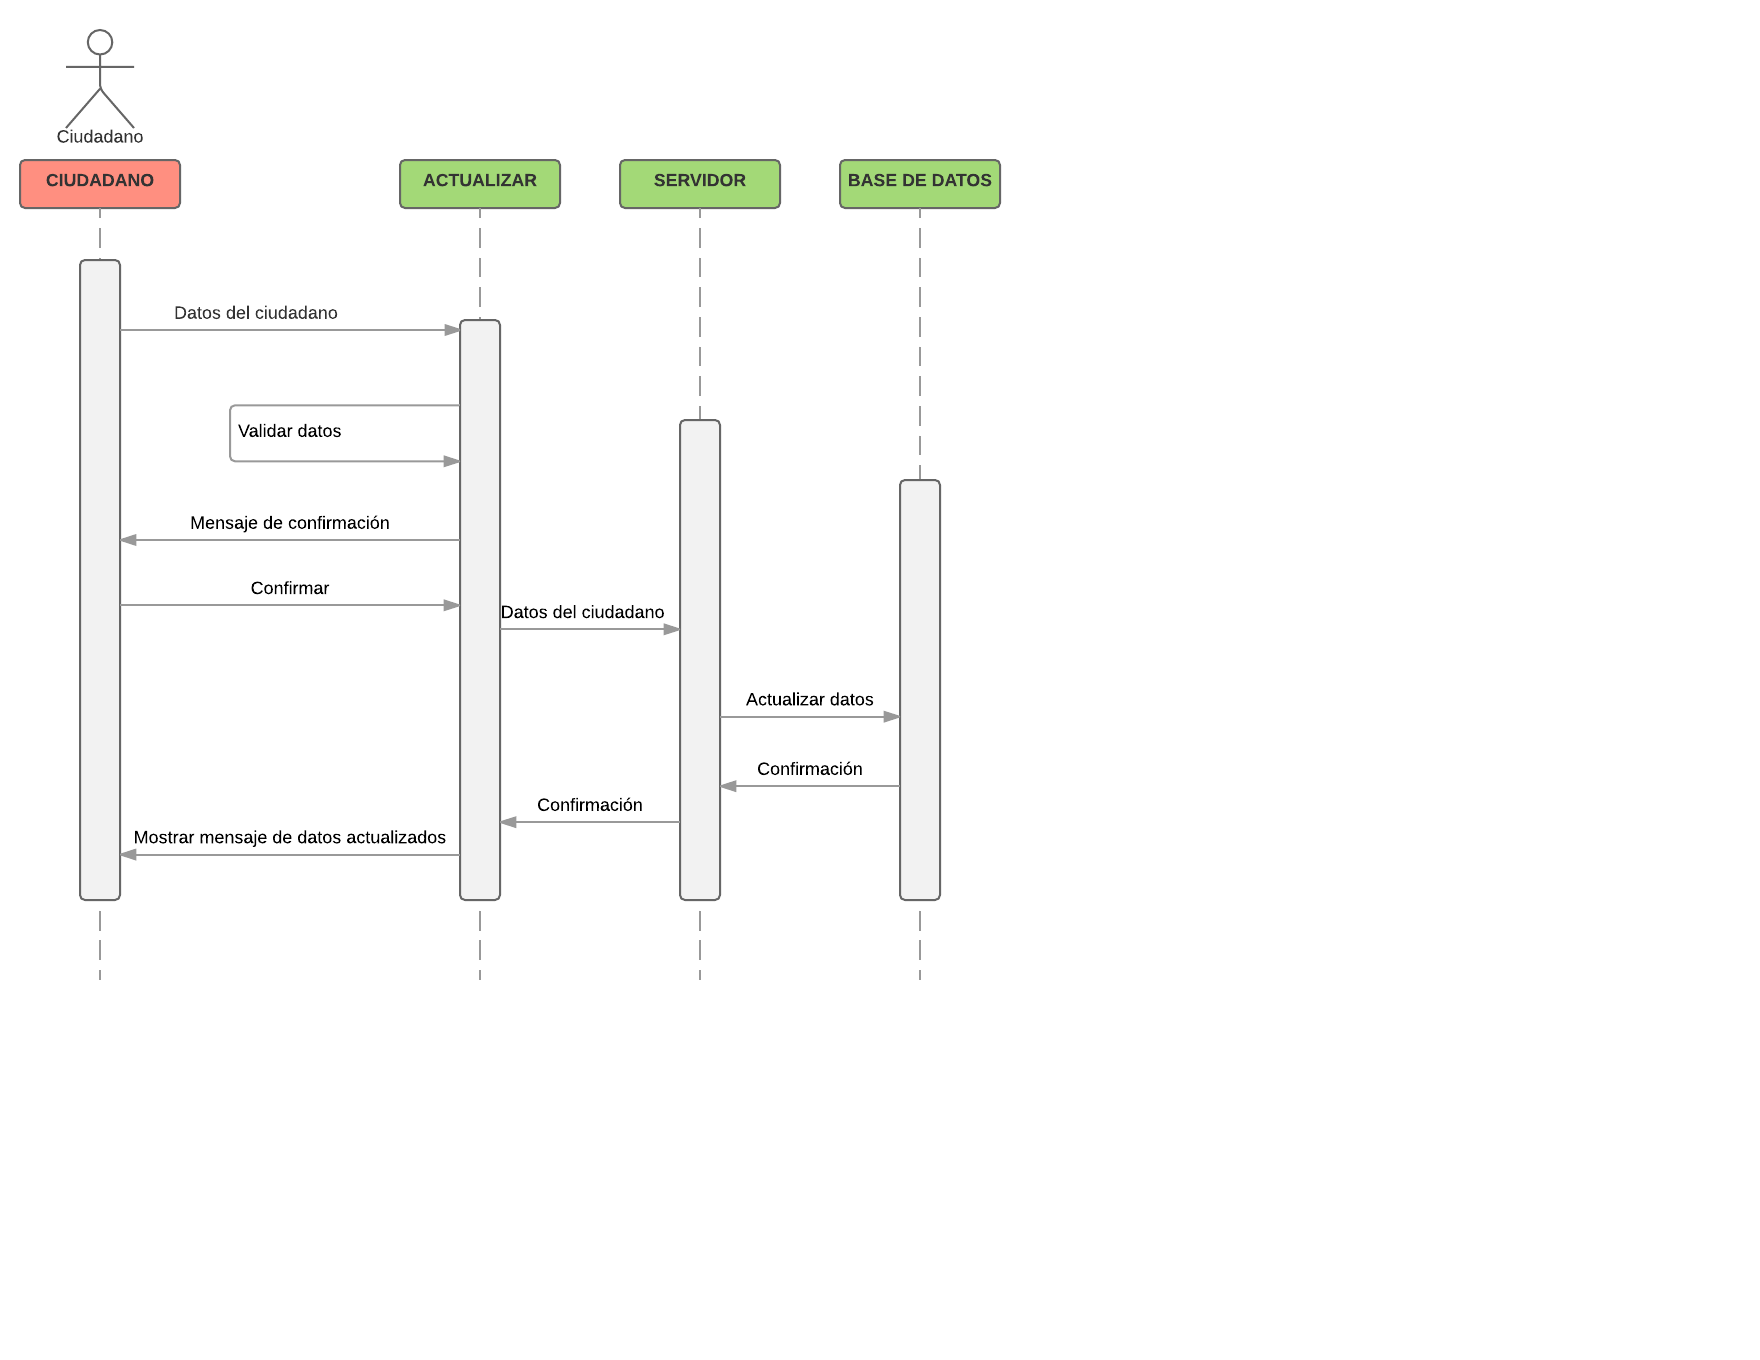 Ciudadano
CIUDADANO
ACTUALIZAR
SERVIDOR
BASE DE DATOS
Datos del ciudadano
Validar datos
Mensaje de confirmación
Confirmar
Datos del ciudadano
Actualizar datos
Confirmación
Confirmación
Mostrar mensaje de datos actualizados